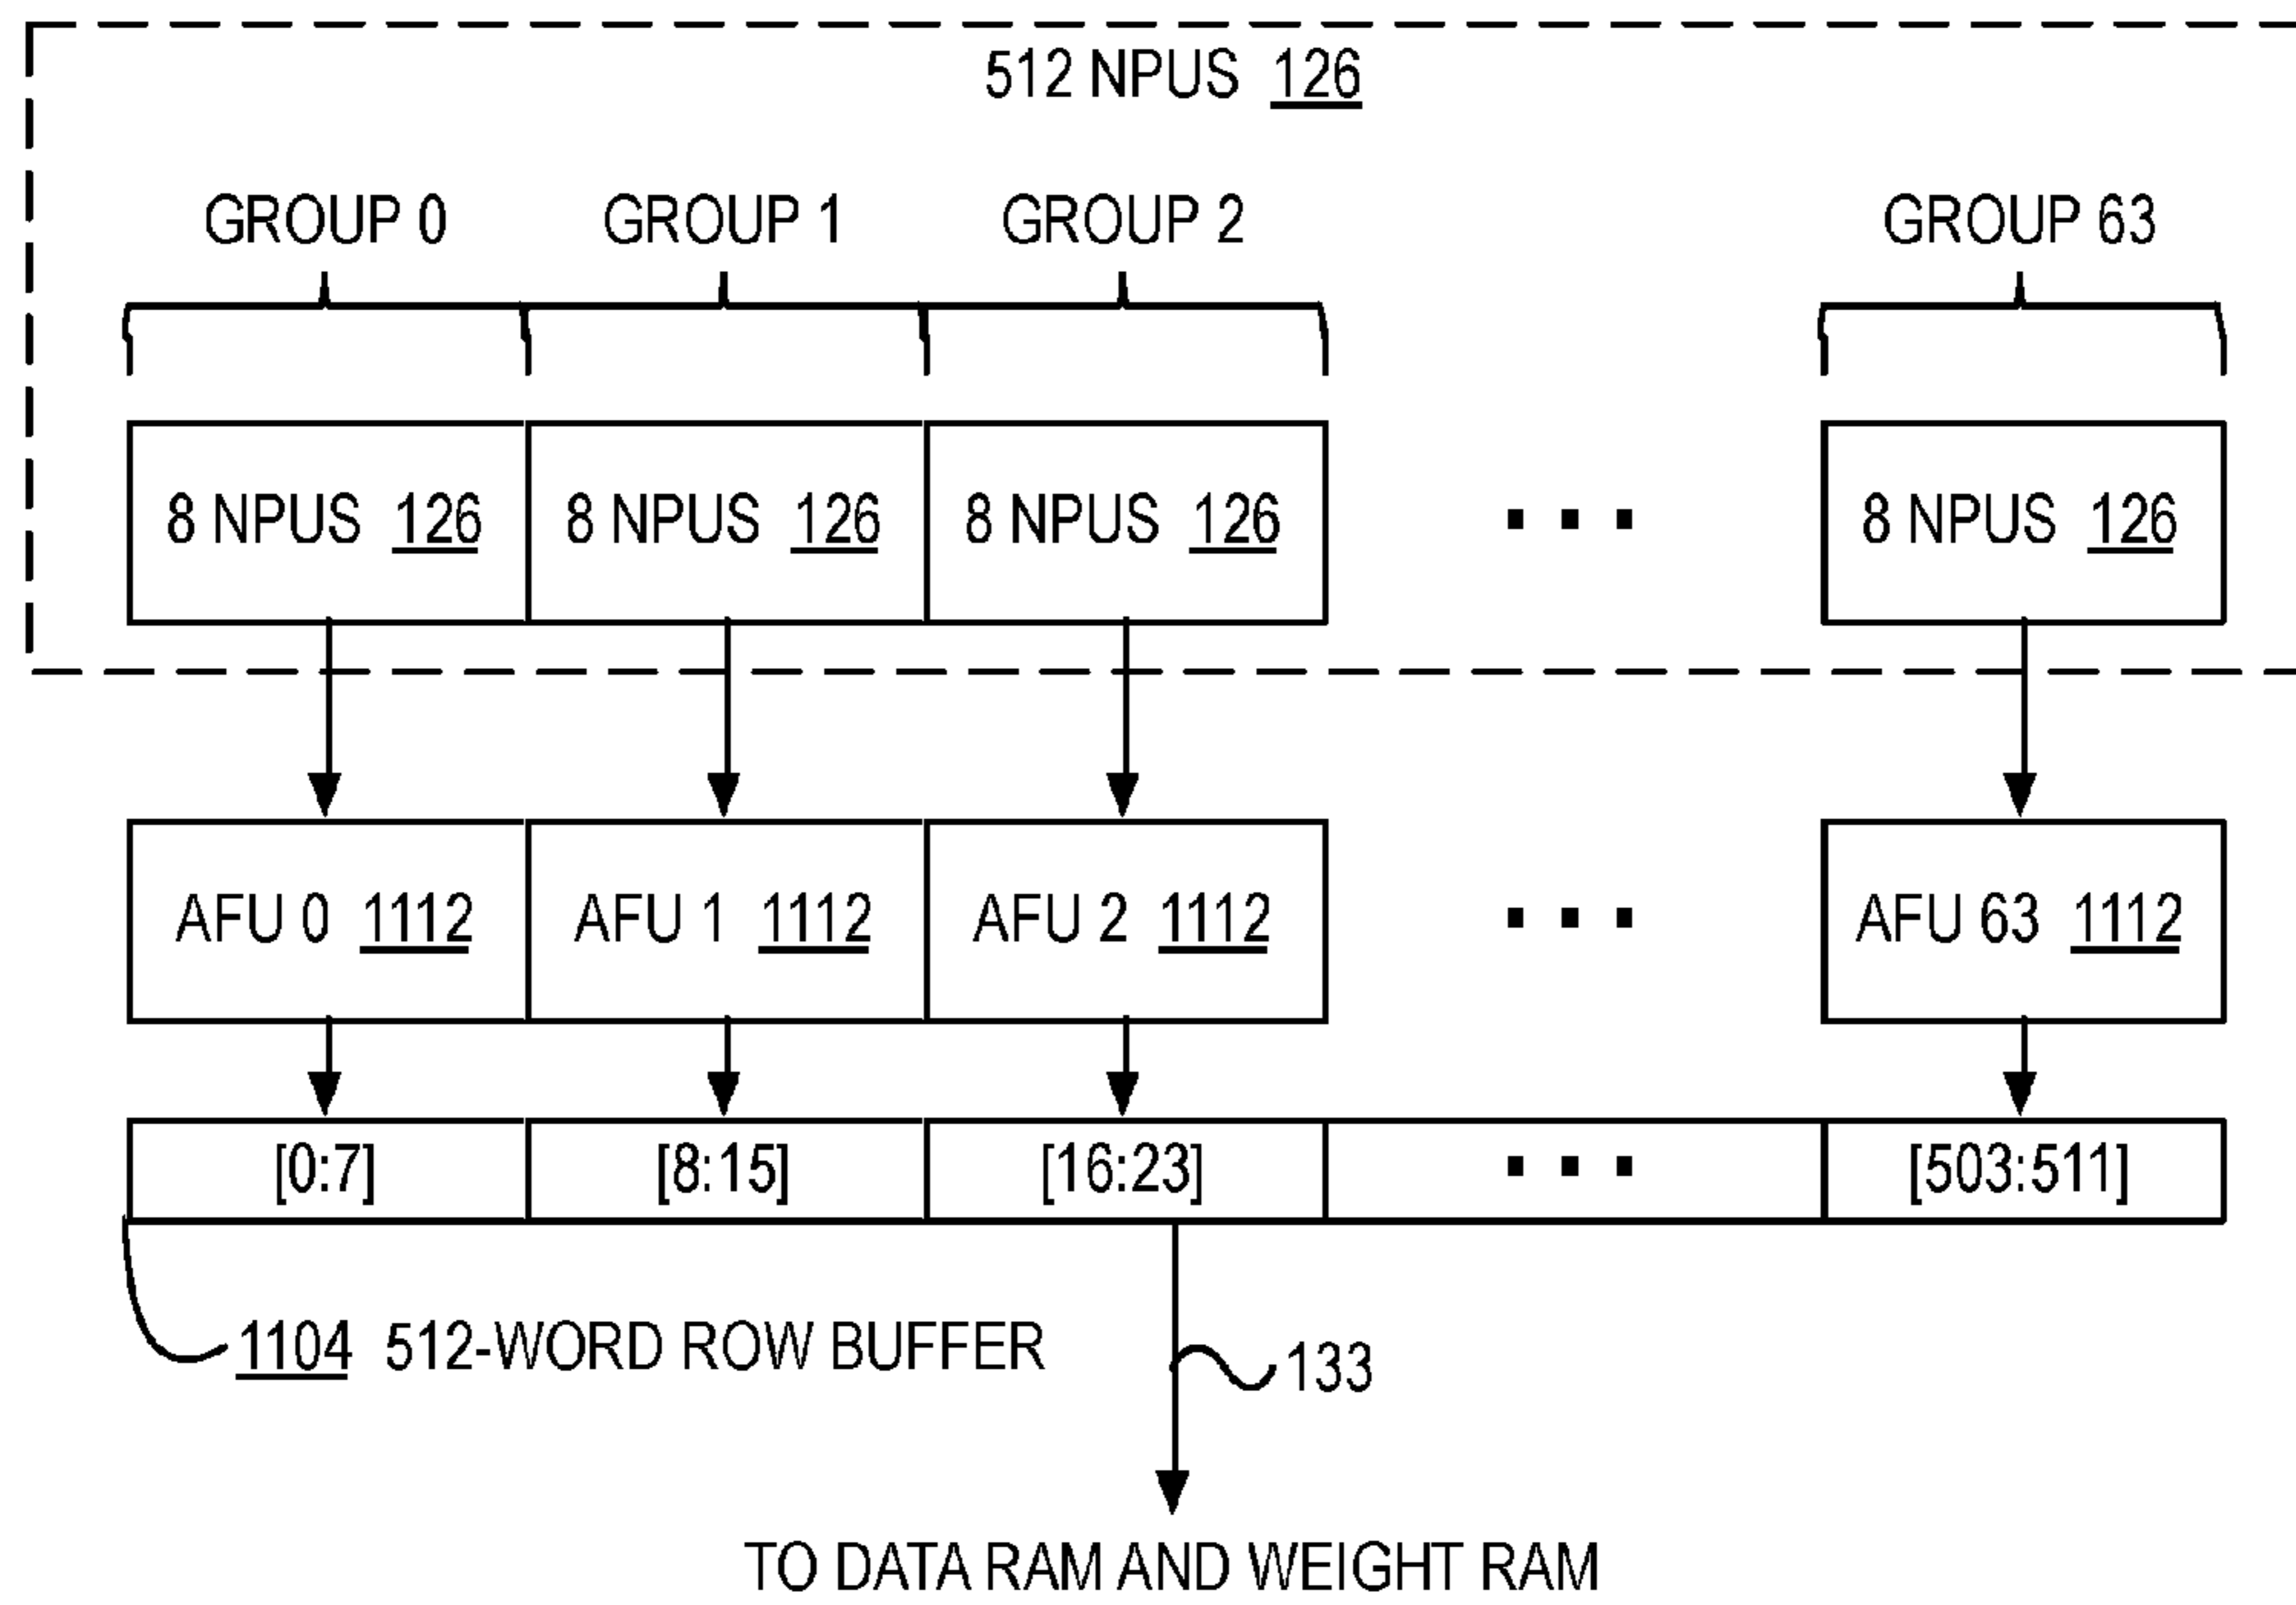 512 NPUS 126
GROUP 0 GROUP 1 GROUP 2 GROUP 63
8 NPUS 126 8 NPUS 126 8 NPUS 126 8 NPUS 126
AFU 0 1112 AFU 1 1112 AFU 2 1112 AFU 63 1112
[0:7] [8:15] [16:23] [503:511]
1104 512-WORD ROW BUFFER
133
TO DATA RAM AND WEIGHT RAM